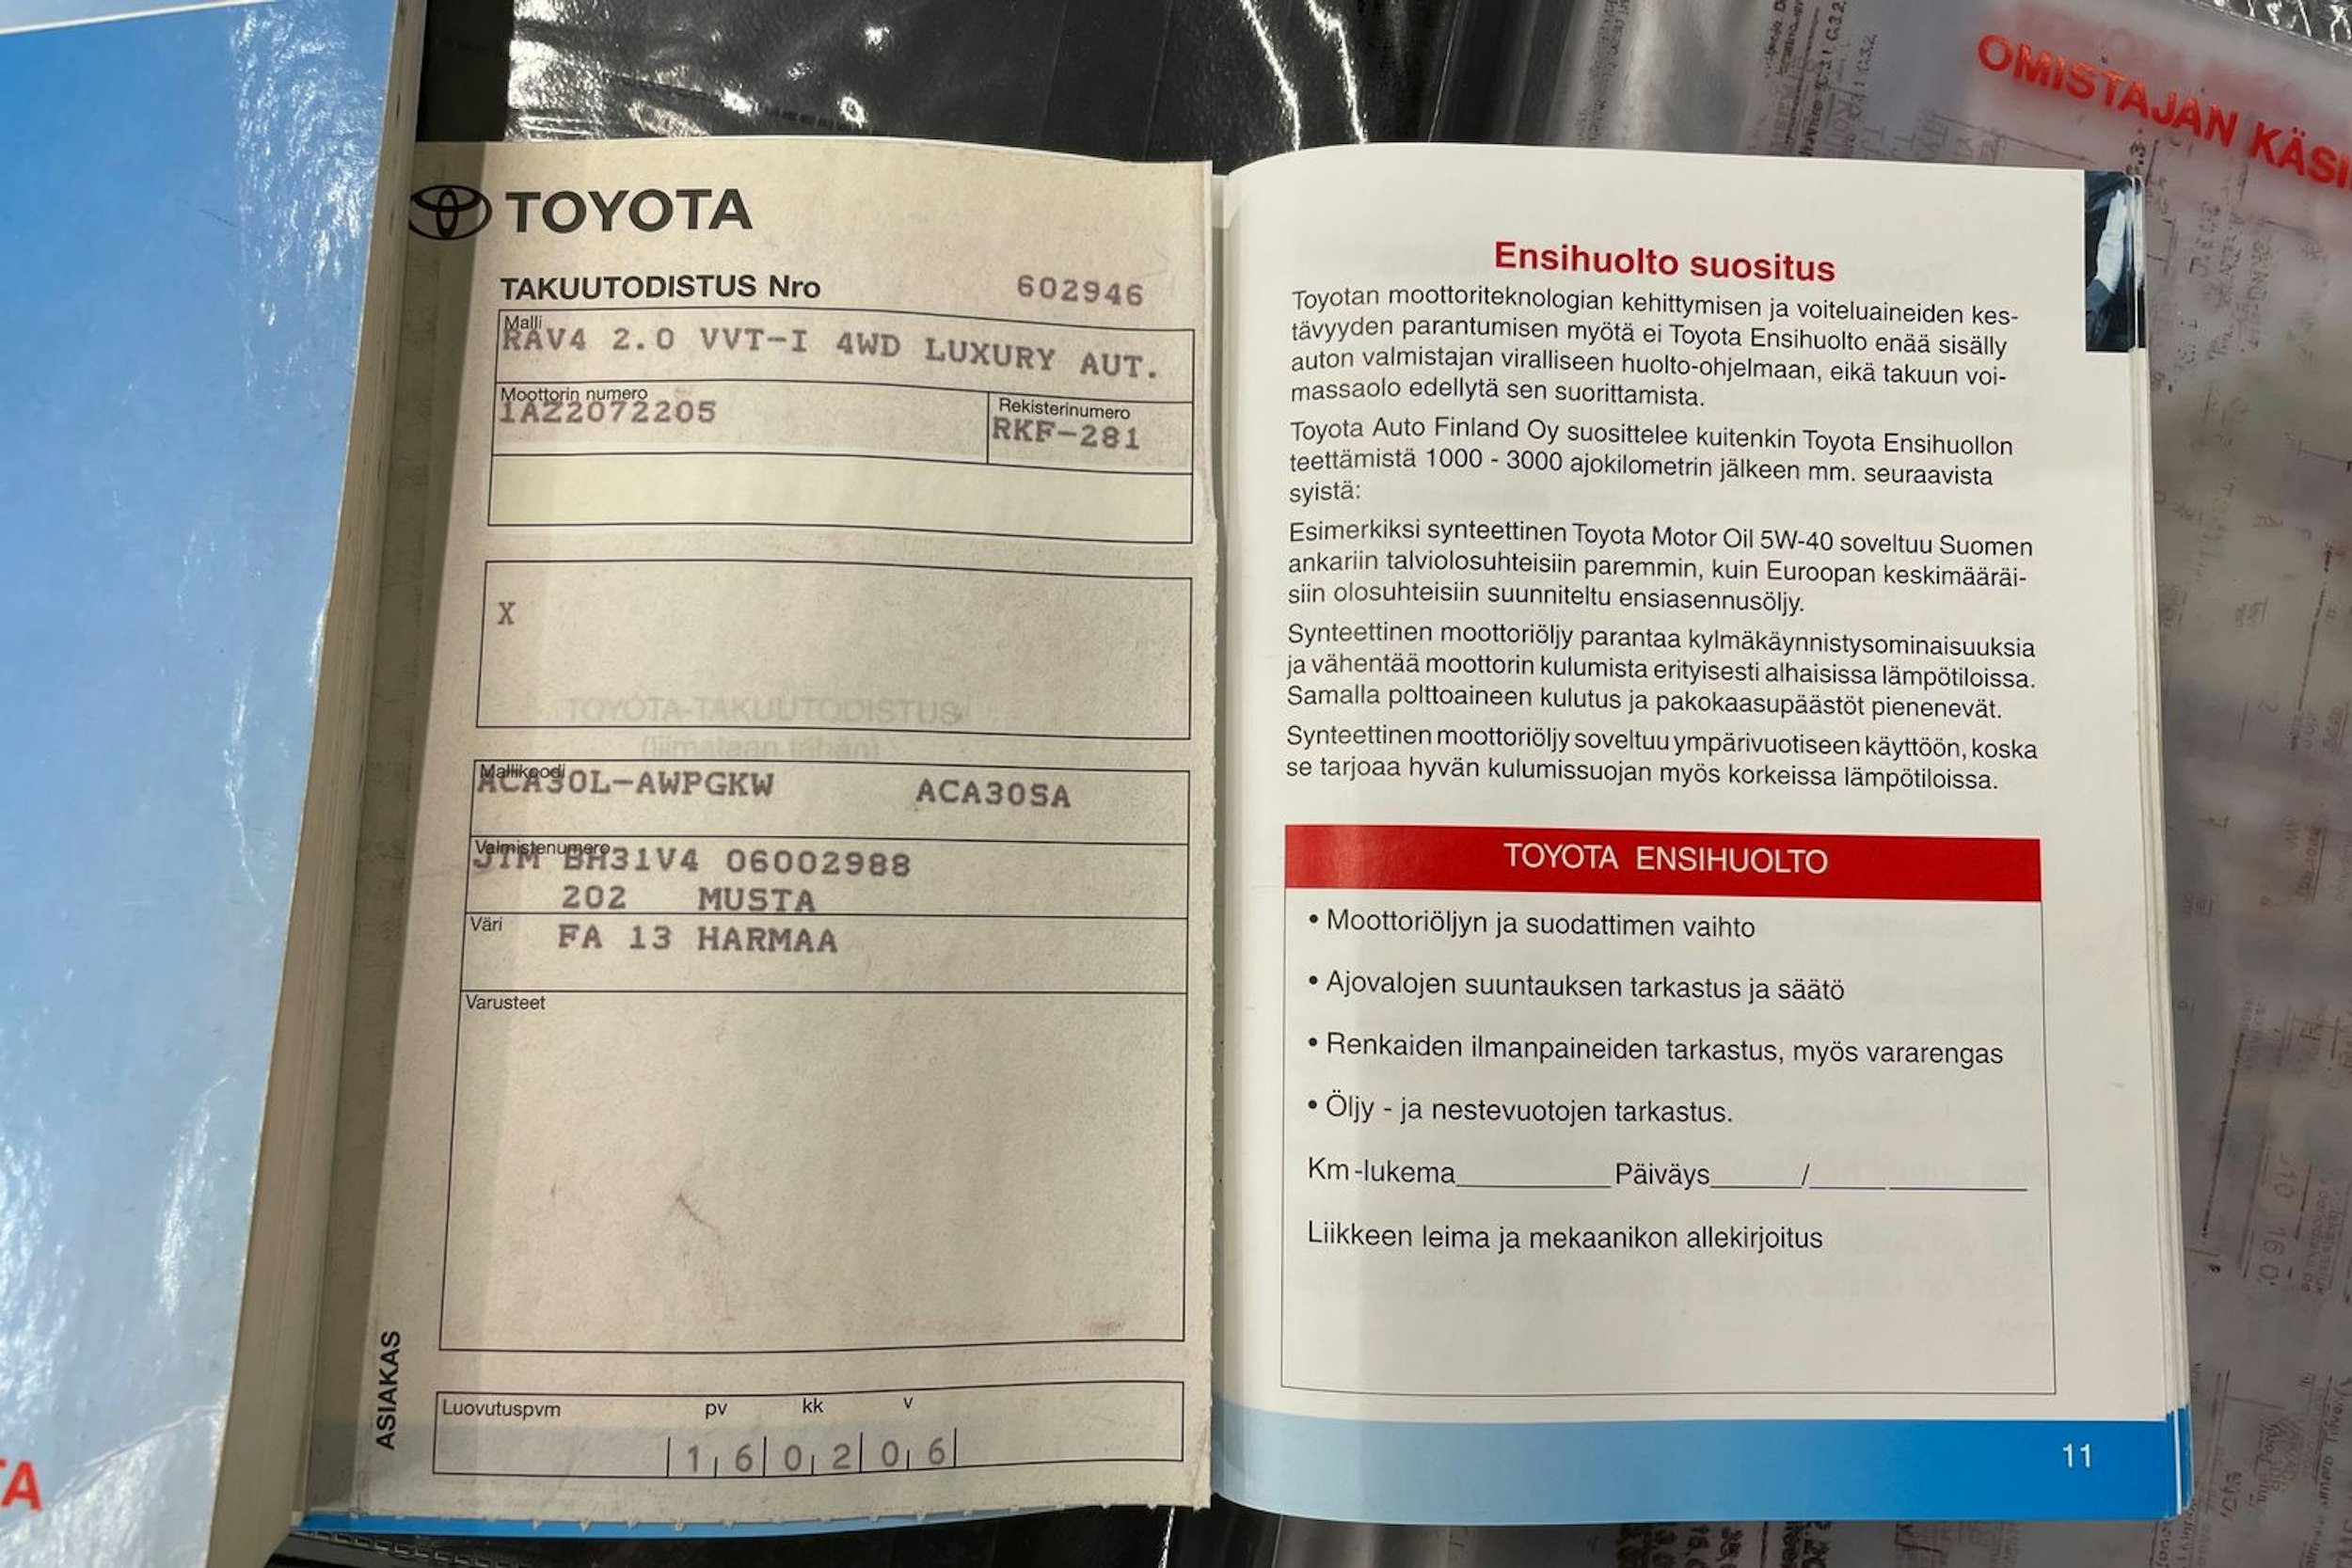 TOYOTA
TAKUUTODISTUS Nro 602946
Malli
RAV4 2.0 VVT-I 4WD LUXURY AUT.
Moottorin numero
1AZ2072205
Rekisterinumero
RKF-281
X
TOYOTA-TAKUUTODISTUS
(liimataan tähän)
Mallikoodi
ACA30L-AWPGKW ACA30SA
Valmistenumero
JTM BH31V4 06002988
202 MUSTA
Väri
FA 13 HARMAA
Varusteet
ASIAKAS
Luovutuspvm pv kk v
160206
Ensihuolto suositus
Toyotan moottoriteknologian kehittymisen ja voiteluaineiden kes-
tävyyden parantumisen myötä ei Toyota Ensihuolto enää sisälly
auton valmistajan viralliseen huolto-ohjelmaan, eikä takuun voi-
massaolo edellytä sen suorittamista.
Toyota Auto Finland Oy suosittelee kuitenkin Toyota Ensihuollon
teettämistä 1000 - 3000 ajokilometrin jälkeen mm. seuraavista
syistä:
Esimerkiksi synteettinen Toyota Motor Oil 5W-40 soveltuu Suomen
ankariin talviolosuhteisiin paremmin, kuin Euroopan keskimääräi-
siin olosuhteisiin suunniteltu ensiasennusöljy.
Synteettinen moottoriöljy parantaa kylmäkäynnistysominaisuuksia
ja vähentää moottorin kulumista erityisesti alhaisissa lämpötiloissa.
Samalla polttoaineen kulutus ja pakokaasupäästöt pienenevät.
Synteettinen moottoriöljy soveltuu ympärivuotiseen käyttöön, koska
se tarjoaa hyvän kulumissuojan myös korkeissa lämpötiloissa.
TOYOTA ENSIHUOLTO
• Moottoriöljyn ja suodattimen vaihto
• Ajovalojen suuntauksen tarkastus ja säätö
• Renkaiden ilmanpaineiden tarkastus, myös vararengas
• Öljy - ja nestevuotojen tarkastus.
Km-lukema__________Päiväys______/_____ _________
Liikkeen leima ja mekaanikon allekirjoitus
11
OMISTAJAN KÄSI
TA